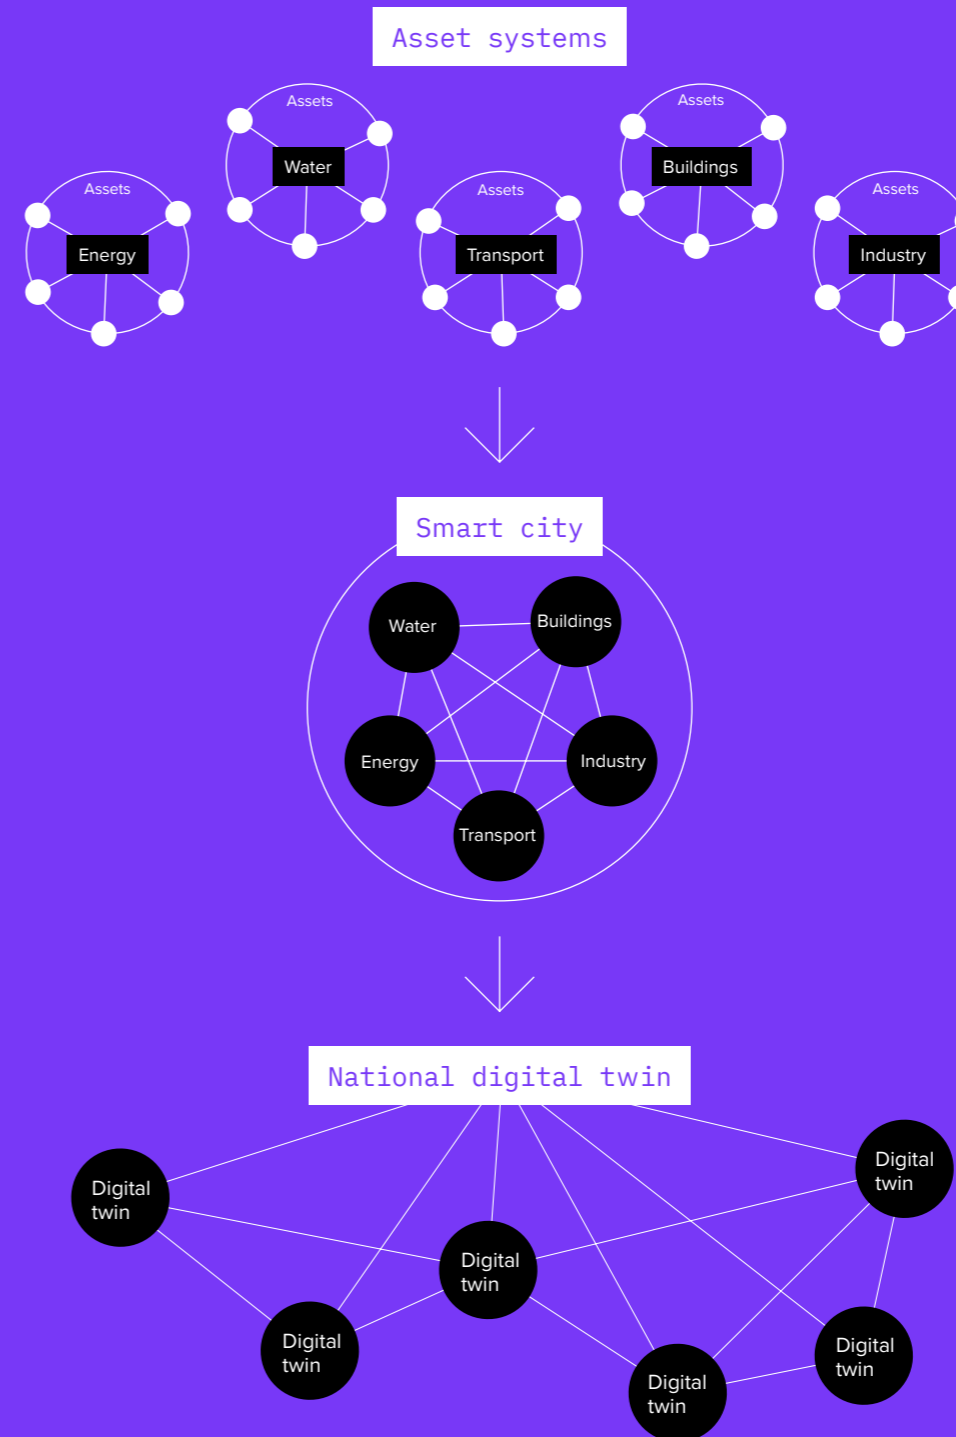 Asset systems
Assets
Water
Assets
Buildings
Assets
Energy
Assets
Transport
Assets
Industry
Smart city
Water
Buildings
Energy
Industry
Transport
National digital twin
Digital
twin
Digital
twin
Digital
twin
Digital
twin
Digital
twin
Digital
twin